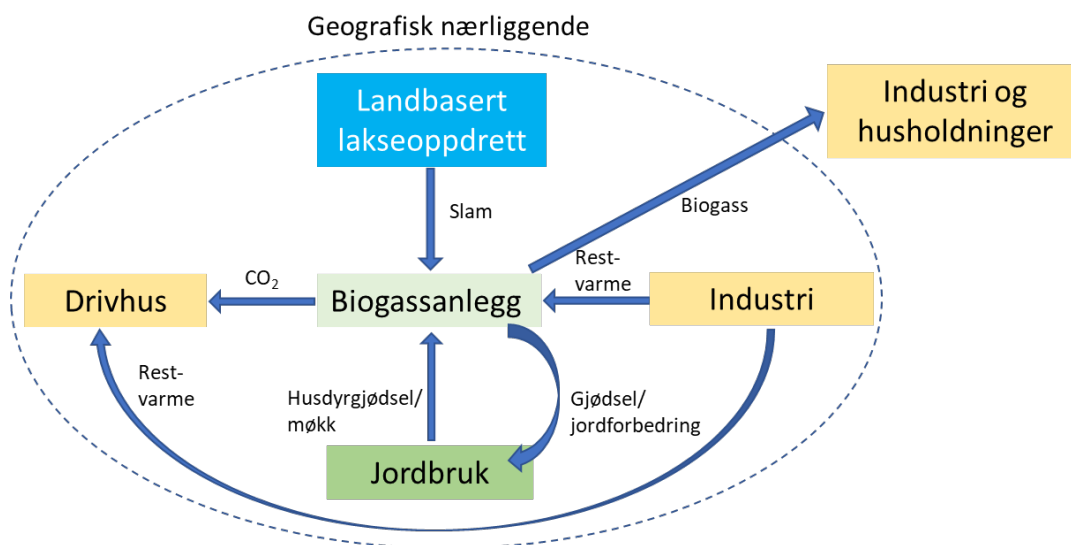 Geografisk nærliggende
Landbasert
lakseoppdrett
Industri og
husholdninger
Slam
Biogass
Drivhus
CO₂
Biogassanlegg
Rest-
varme
Industri
Rest-
varme
Husdyrgjødsel/
møkk
Gjødsel/
jordforbedring
Jordbruk